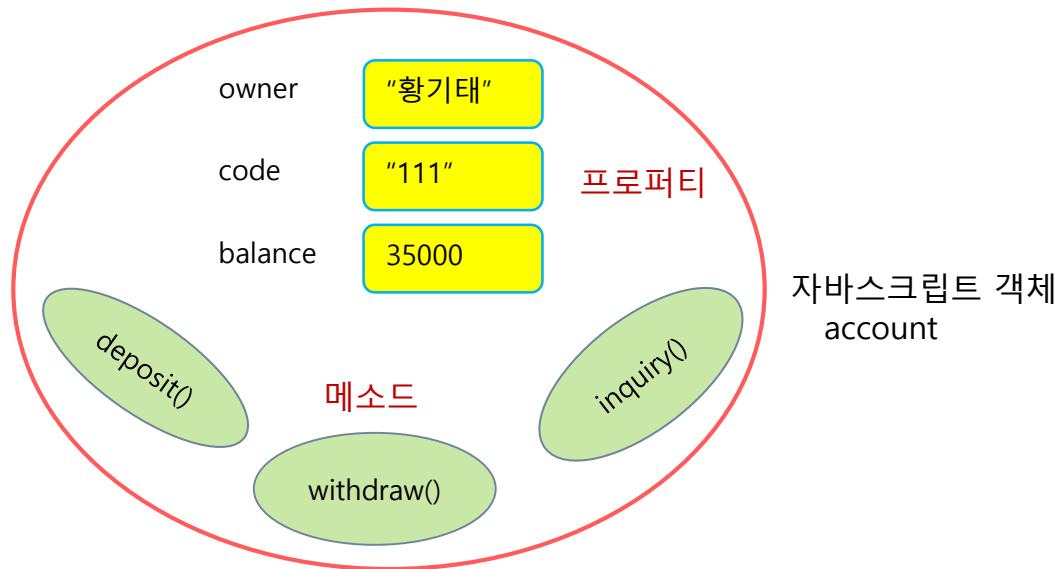 owner "황기태"
code "111"
프로퍼티
balance 35000
자바스크립트 객체
account
deposit()
inquiry()
메소드
withdraw()